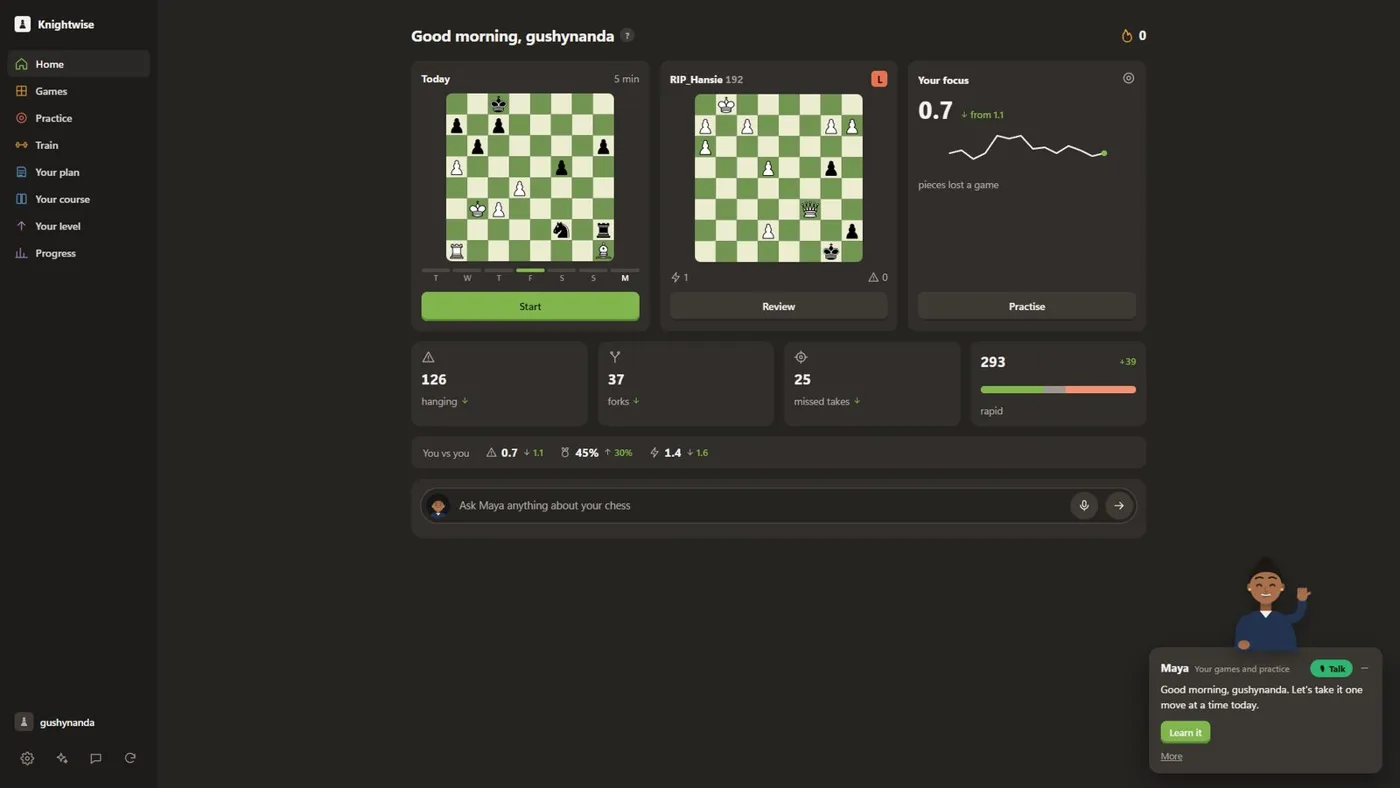 Knightwise
Home
Games
Practice
Train
Your plan
Your course
Your level
Progress
gushynanda
Good morning, gushynanda ?
0
Today 5 min
T W T F S S M
Start
RIP_Hansie 192 L
1 0
Review
Your focus
0.7 ↓ from 1.1
pieces lost a game
Practise
126
hanging ↓
37
forks ↓
25
missed takes ↓
293 +39
rapid
You vs you 0.7 ↓ 1.1 45% ↑ 30% 1.4 ↓ 1.6
Ask Maya anything about your chess
Maya Your games and practice Talk
Good morning, gushynanda. Let's take it one
move at a time today.
Learn it
More